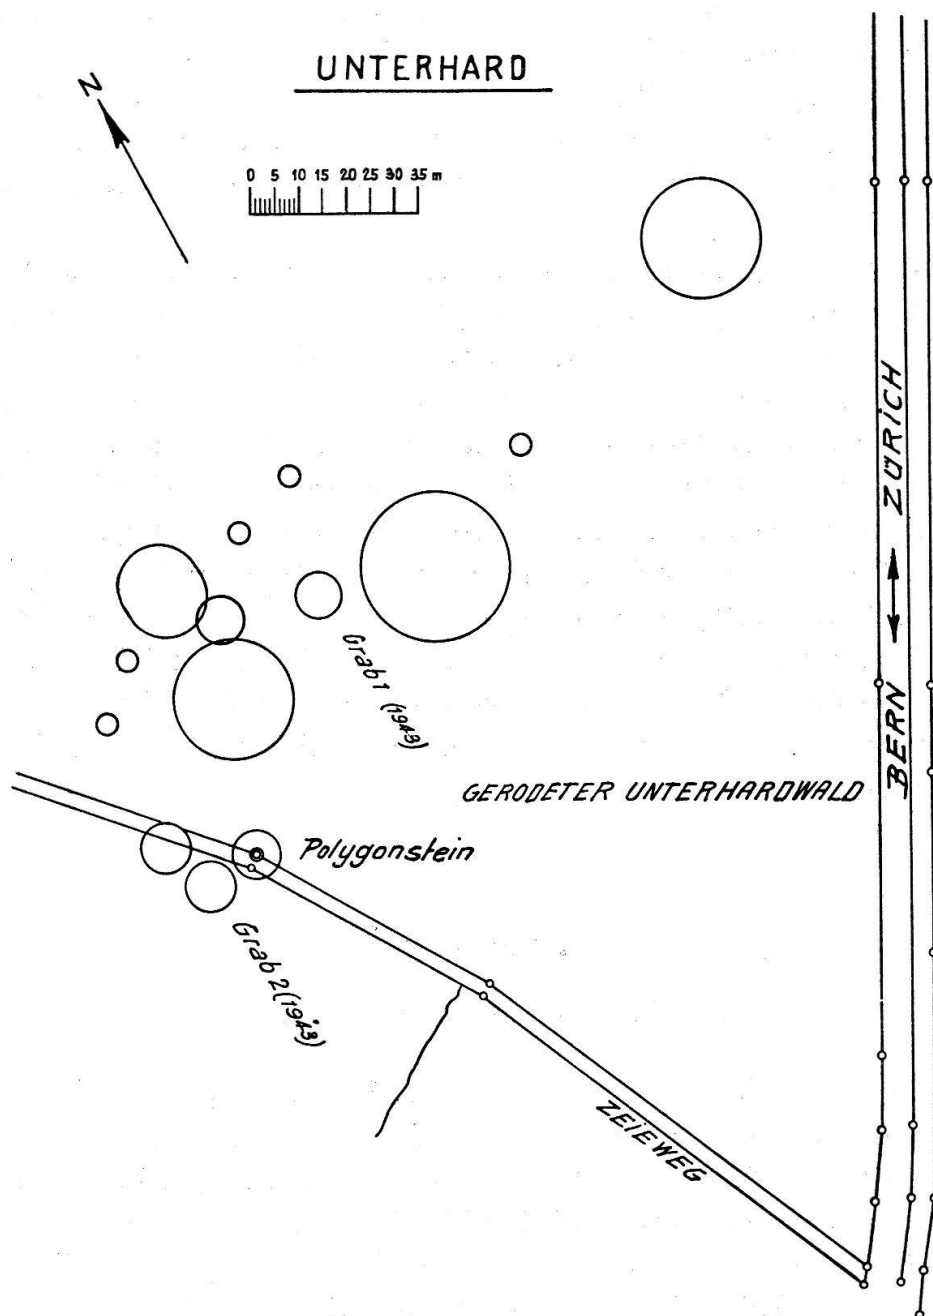 UNTERHARD
N
0 5 10 15 20 25 30 35 m
ZÜRICH
BERN
Grab 1 (1943)
GERODETER UNTERHARDWALD
Polygonstein
Grab 2 (1943)
ZEIEWEG